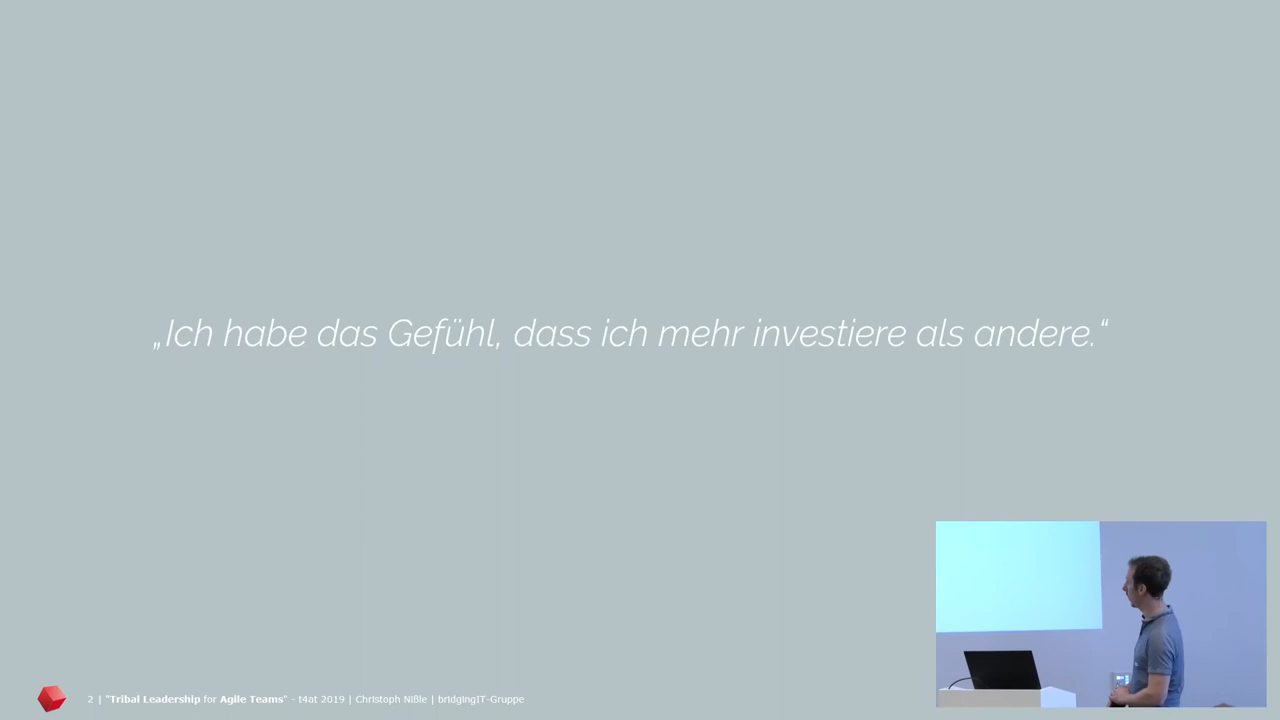 „Ich habe das Gefühl, dass ich mehr investiere als andere.“
2 | "Tribal Leadership for Agile Teams" – t4at 2019 | Christoph Nißle | bridgingIT-Gruppe